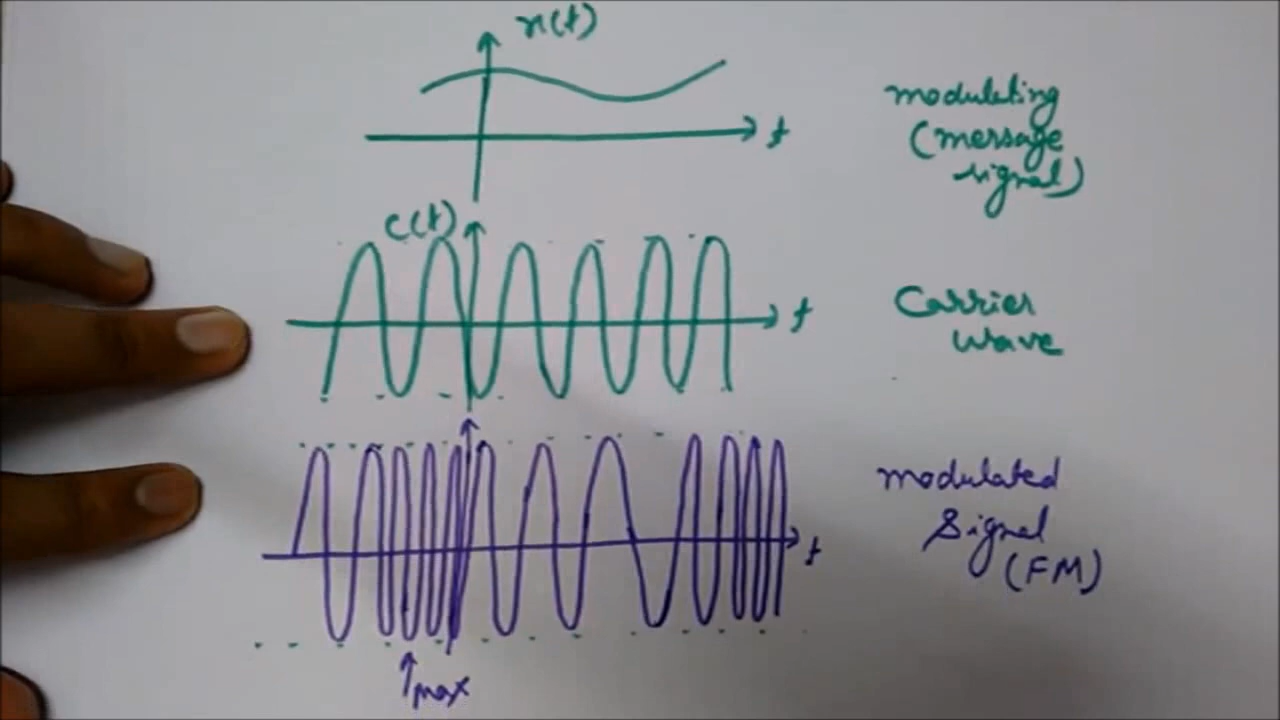 x(t)
t
modulating
(message
signal)
c(t)
t
Carrier
wave
t
modulated
Signal
(FM)
↑max